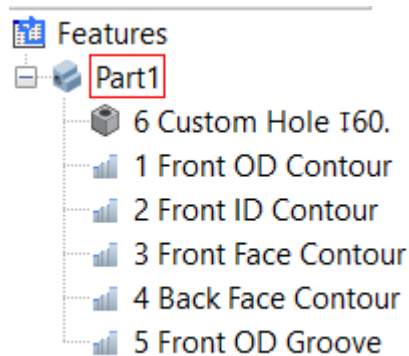 Features
Part1
6 Custom Hole ↧60.
1 Front OD Contour
2 Front ID Contour
3 Front Face Contour
4 Back Face Contour
5 Front OD Groove